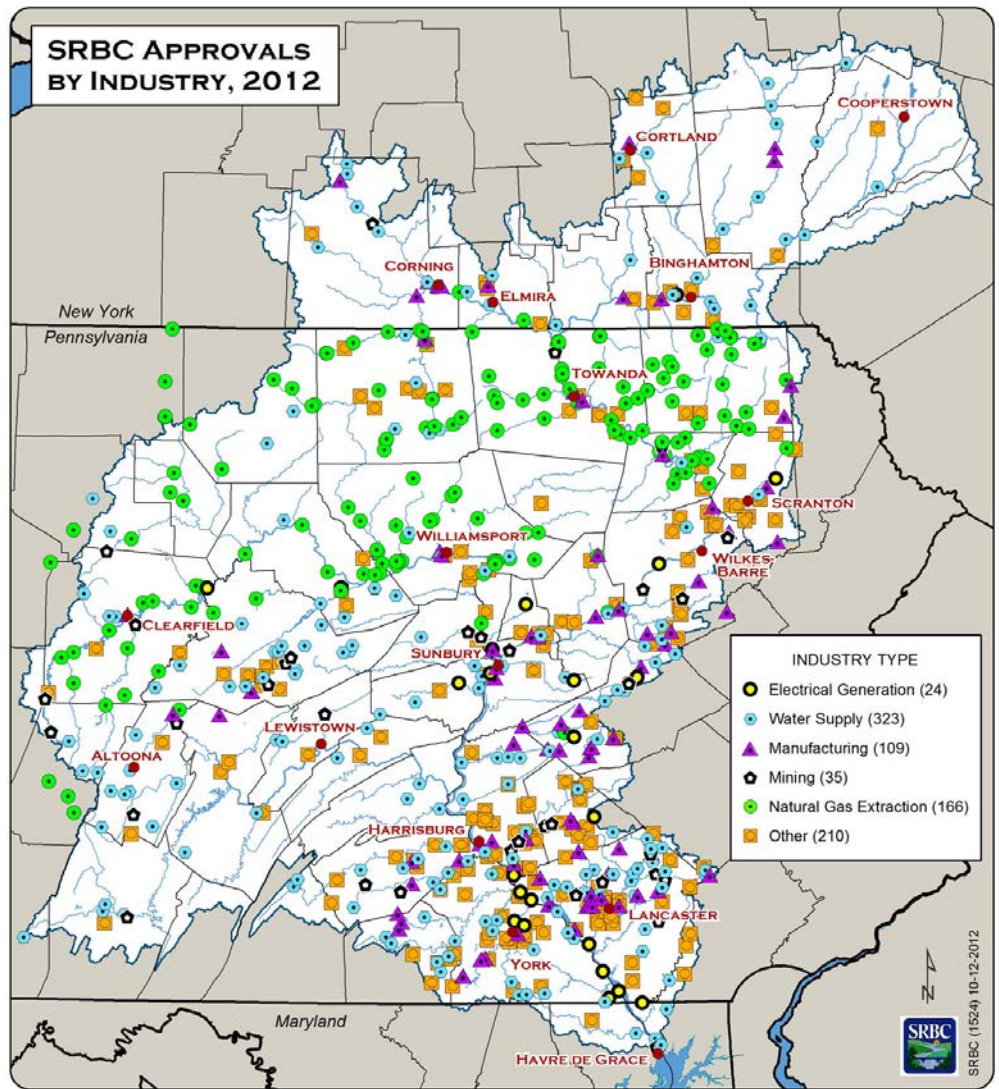 SRBC APPROVALS
BY INDUSTRY, 2012
COOPERSTOWN
CORTLAND
CORNING
BINGHAMTON
ELMIRA
New York
Pennsylvania
TOWANDA
SCRANTON
WILLIAMSPORT
WILKES-
BARRE
CLEARFIELD
SUNBURY
LEWISTOWN
ALTOONA
HARRISBURG
LANCASTER
YORK
Maryland
HAVRE DE GRACE
INDUSTRY TYPE
Electrical Generation (24)
Water Supply (323)
Manufacturing (109)
Mining (35)
Natural Gas Extraction (166)
Other (210)
N
SRBC
SRBC (1524) 10-12-2012